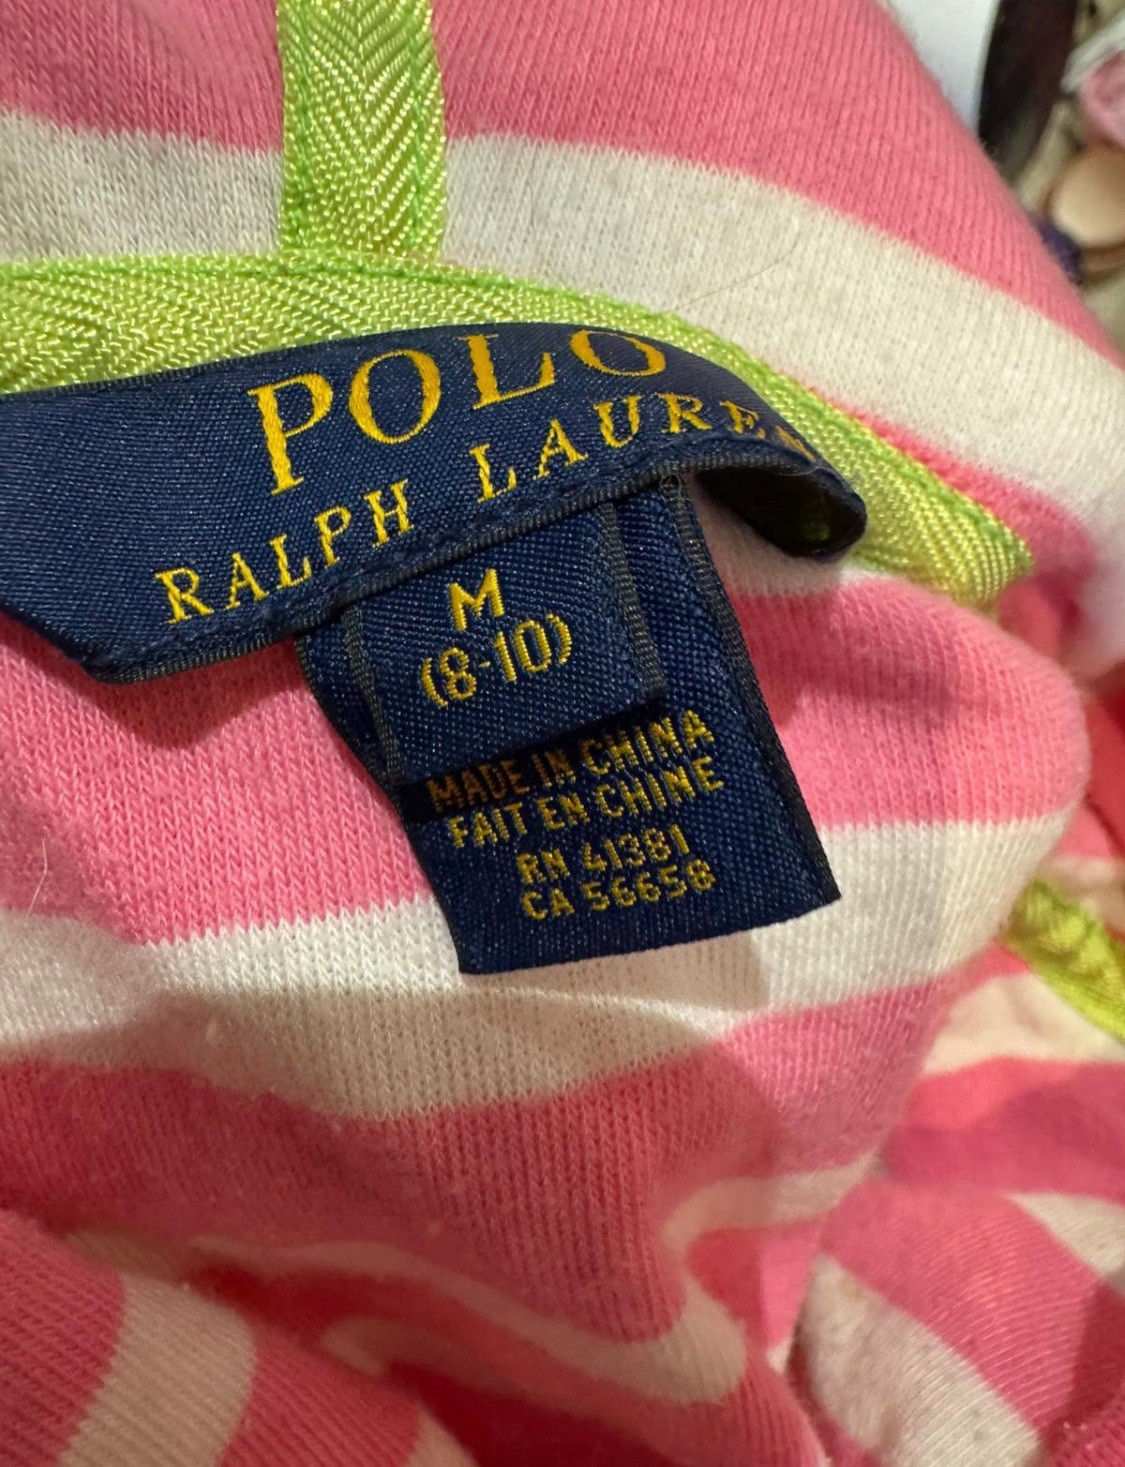 POLO
RALPH LAUREN
M
(8-10)
MADE IN CHINA
FAIT EN CHINE
RN 41381
CA 56658